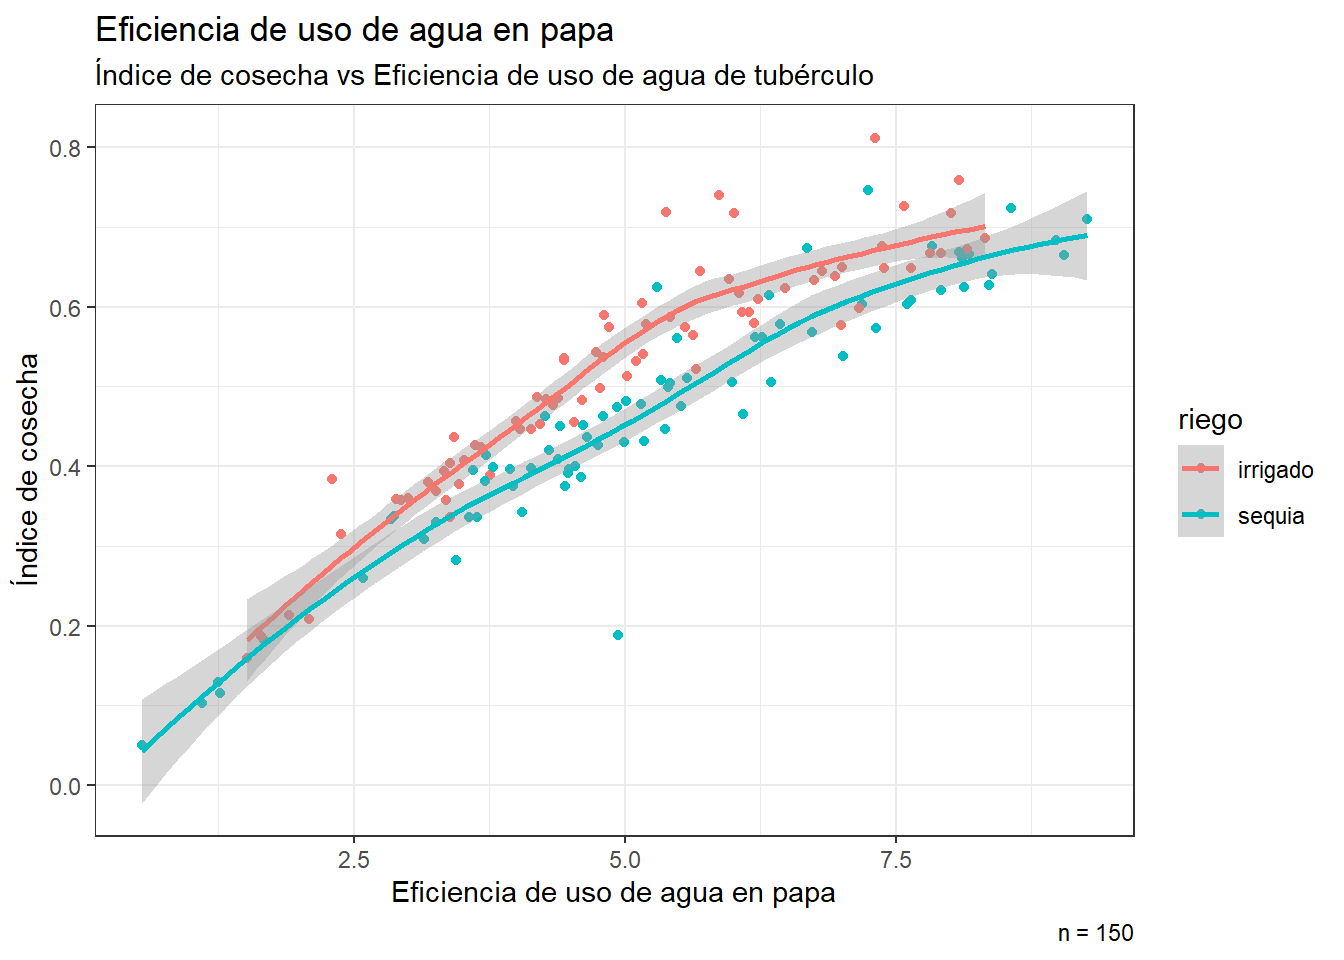 Eficiencia de uso de agua en papa
Índice de cosecha vs Eficiencia de uso de agua de tubérculo
0.8
0.6
0.4
0.2
0.0
Índice de cosecha
2.5 5.0 7.5
Eficiencia de uso de agua en papa
riego
irrigado
sequia
n = 150